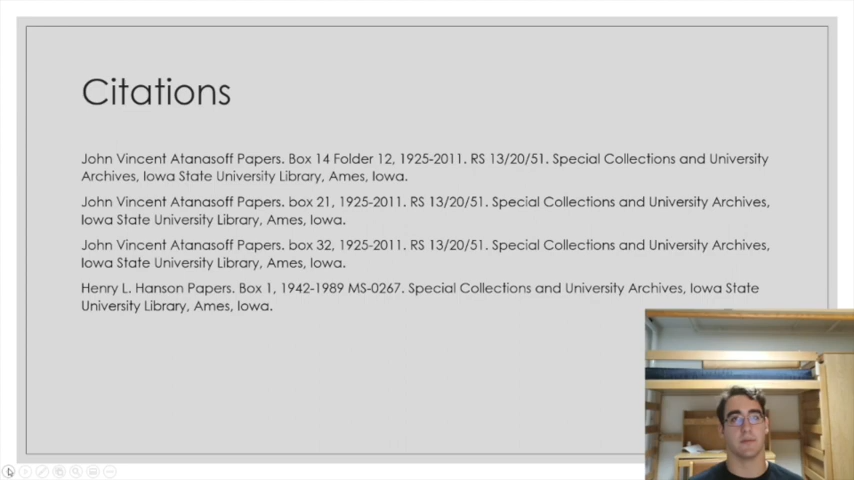 Citations
John Vincent Atanasoff Papers. Box 14 Folder 12, 1925-2011. RS 13/20/51. Special Collections and University
Archives, Iowa State University Library, Ames, Iowa.
John Vincent Atanasoff Papers. box 21, 1925-2011. RS 13/20/51. Special Collections and University Archives,
Iowa State University Library, Ames, Iowa.
John Vincent Atanasoff Papers. box 32, 1925-2011. RS 13/20/51. Special Collections and University Archives,
Iowa State University Library, Ames, Iowa.
Henry L. Hanson Papers. Box 1, 1942-1989 MS-0267. Special Collections and University Archives, Iowa State
University Library, Ames, Iowa.